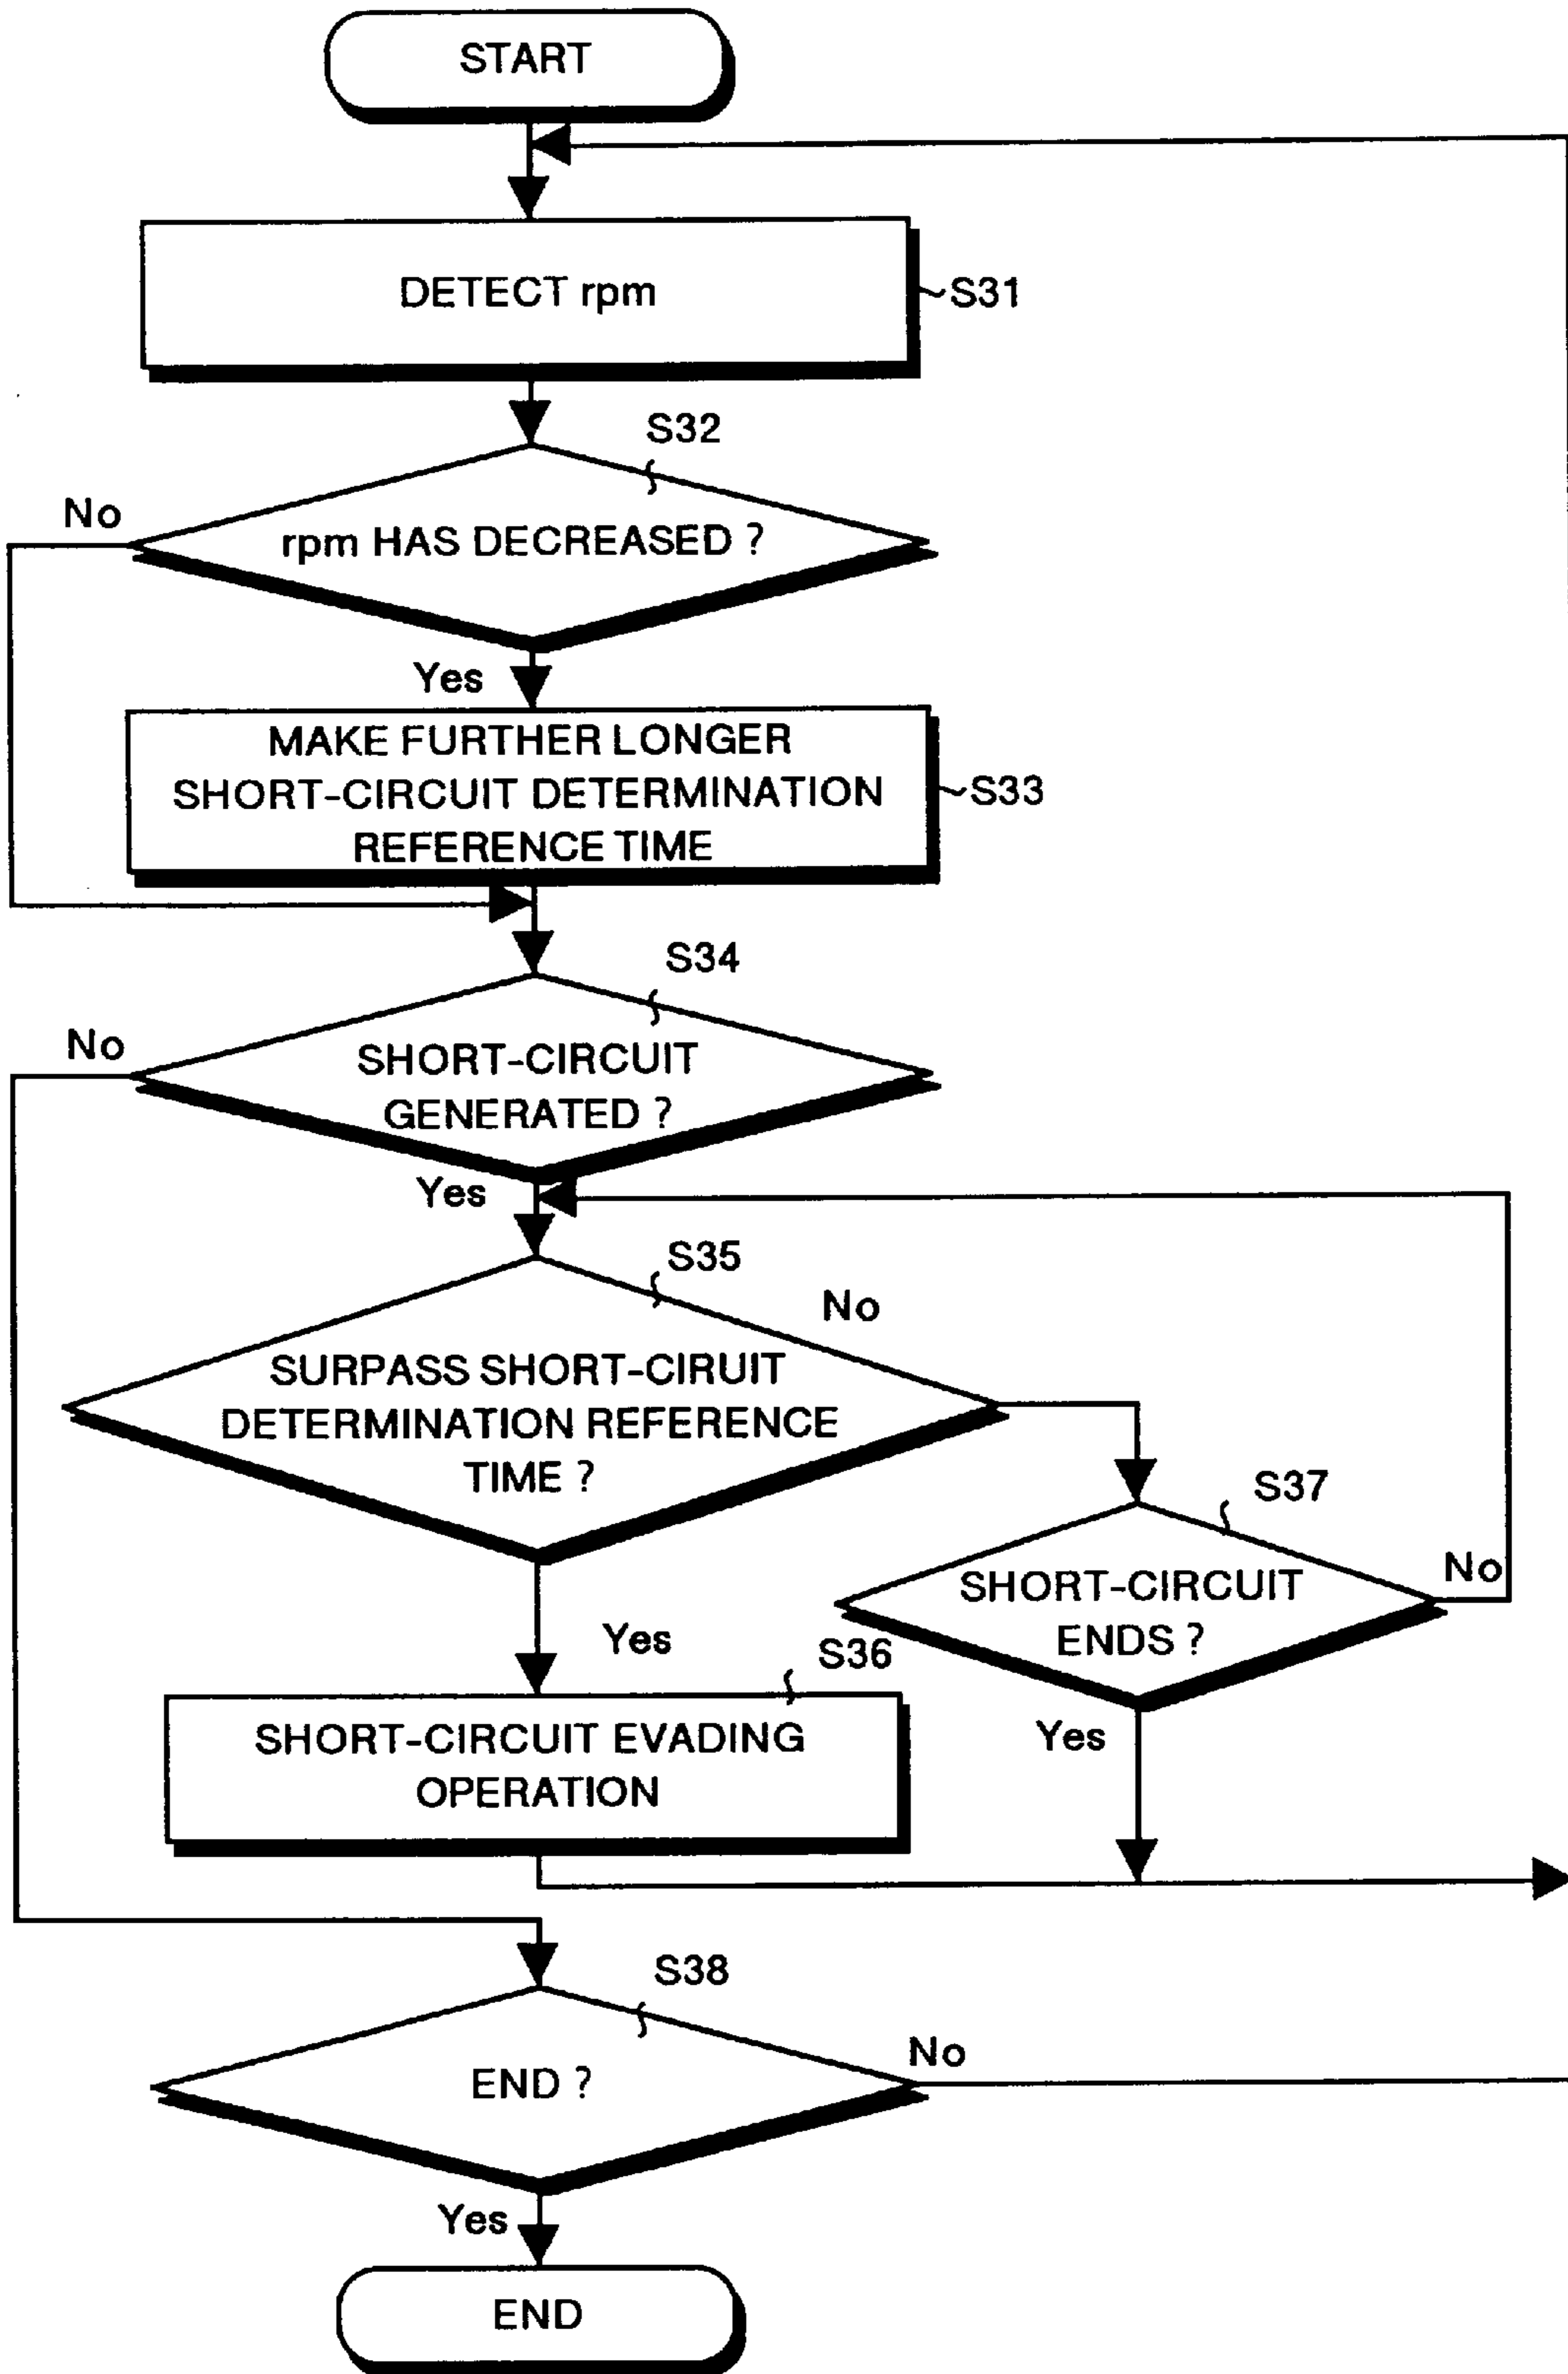 START
DETECT rpm
S31
S32
No
rpm HAS DECREASED ?
Yes
MAKE FURTHER LONGER
SHORT-CIRCUIT DETERMINATION
REFERENCE TIME
S33
S34
No
SHORT-CIRCUIT
GENERATED ?
Yes
S35
No
SURPASS SHORT-CIRUIT
DETERMINATION REFERENCE
TIME ?
S37
No
SHORT-CIRCUIT
ENDS ?
Yes
S36
SHORT-CIRCUIT EVADING
OPERATION
Yes
S38
No
END ?
Yes
END